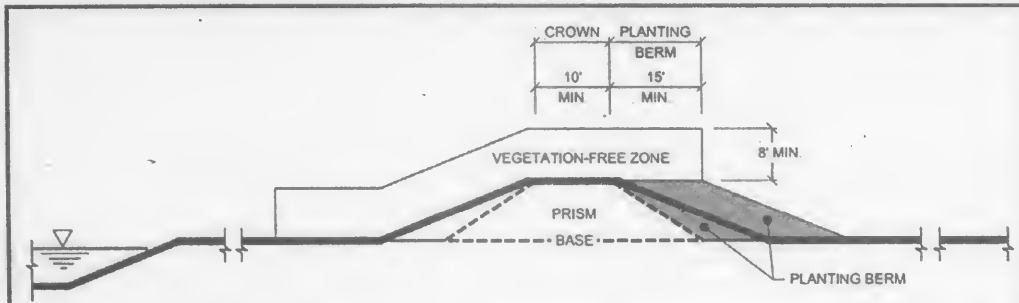 CROWN
PLANTING
BERM
10'
MIN.
15'
MIN.
8' MIN.
VEGETATION-FREE ZONE
PRISM
BASE
PLANTING BERM